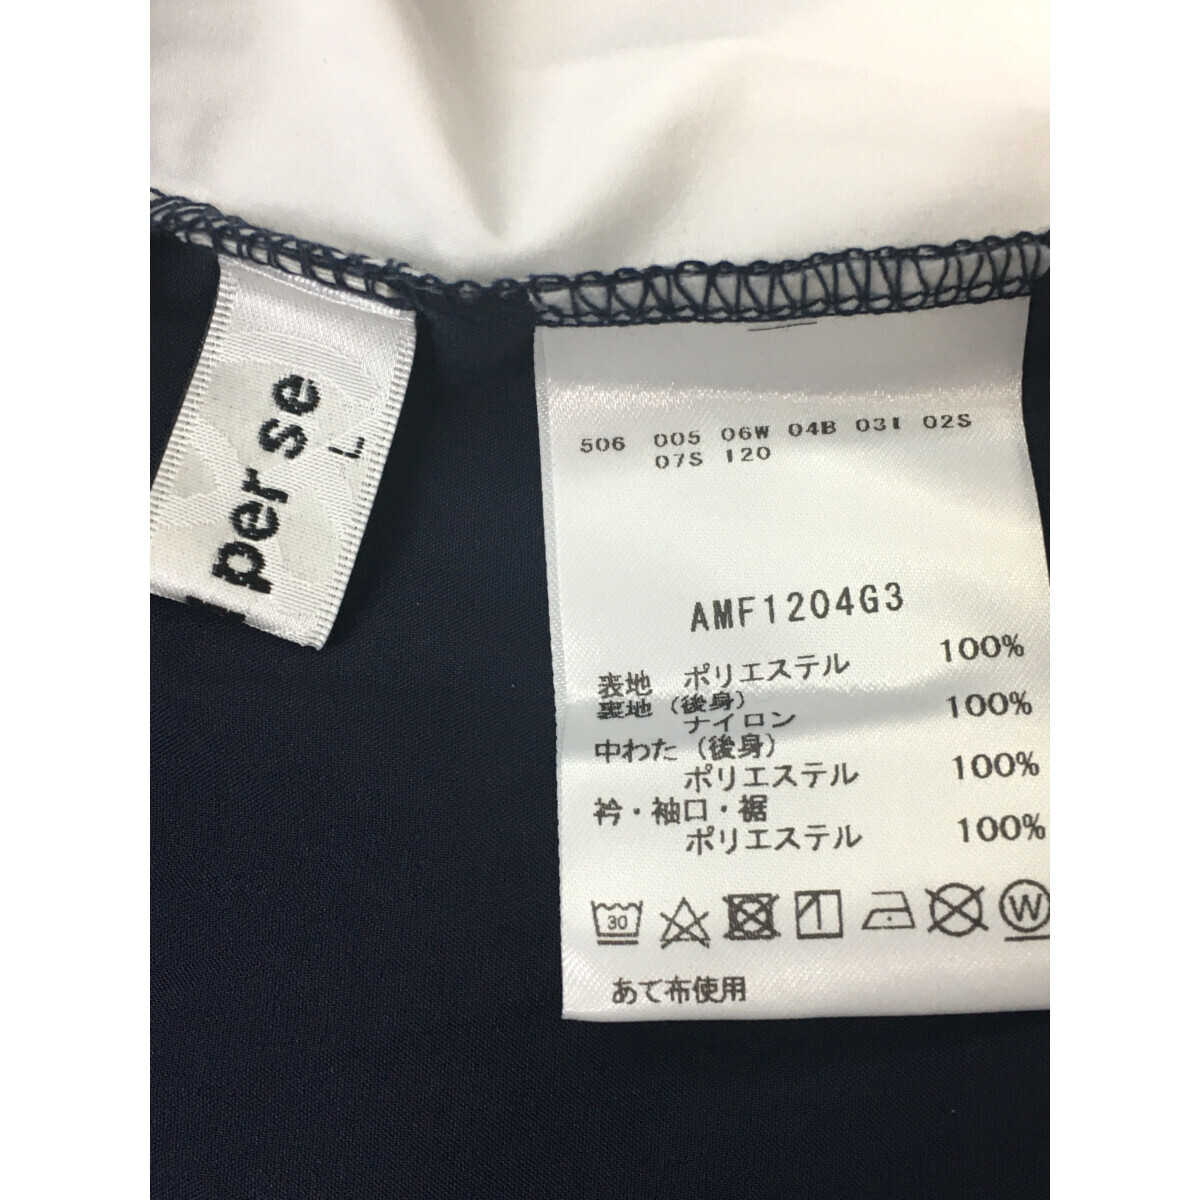 per se
L
506 005 06W 04B 03I 02S
07S 120
AMF1204G3
表地 ポリエステル 100%
裏地（後身）
ナイロン 100%
中わた（後身）
ポリエステル 100%
衿・袖口・裾
ポリエステル 100%
30 W
あて布使用